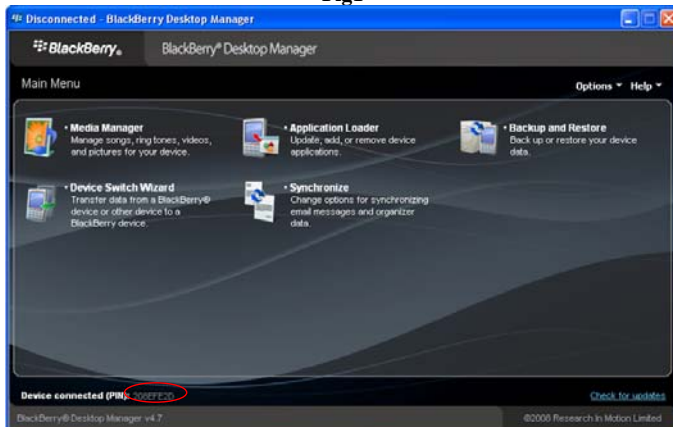 Disconnected - BlackBerry Desktop Manager
BlackBerry®
BlackBerry® Desktop Manager
Main Menu
Options
Help
Media Manager
Manage songs, ringtones, videos,
and pictures for your device.
Application Loader
Update, add, or remove device
applications.
Backup and Restore
Back up or restore your device
data.
Device Switch Wizard
Transfer data from a BlackBerry®
device or other device to a
BlackBerry device.
Synchronize
Change options for synchronizing
email messages and organizer
data.
Device connected (PIN): 208EFE2D
Check for updates
BlackBerry® Desktop Manager v4.7
©2008 Research In Motion Limited